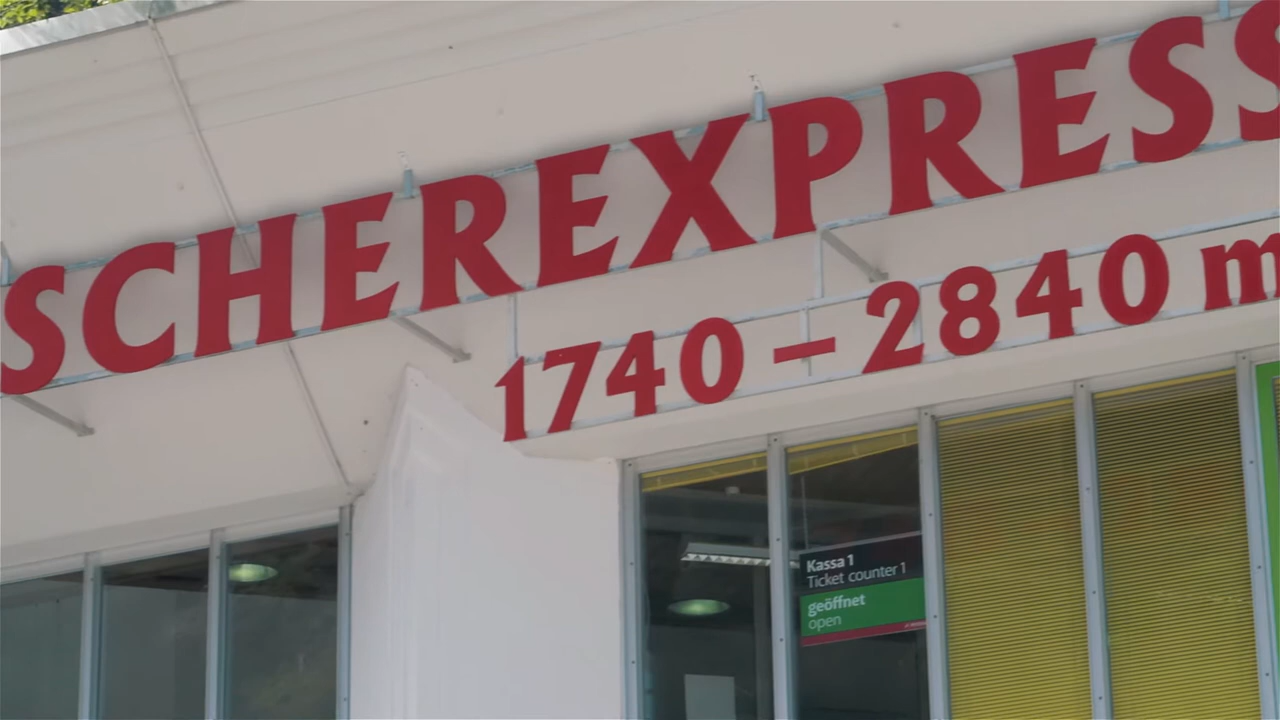 SCHEREXPRESS
1740 – 2840 m
Kassa 1
Ticket counter 1
geöffnet
open